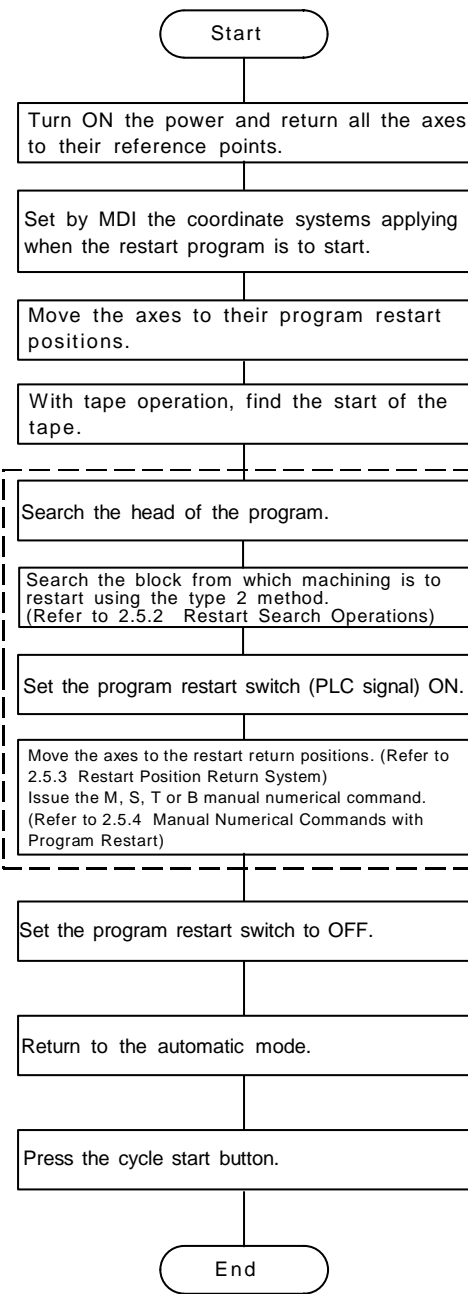 Start
Turn ON the power and return all the axes
to their reference points.
Set by MDI the coordinate systems applying
when the restart program is to start.
Move the axes to their program restart
positions.
With tape operation, find the start of the
tape.
Search the head of the program.
Search the block from which machining is to
restart using the type 2 method.
(Refer to 2.5.2 Restart Search Operations)
Set the program restart switch (PLC signal) ON.
Move the axes to the restart return positions. (Refer to
2.5.3 Restart Position Return System)
Issue the M, S, T or B manual numerical command.
(Refer to 2.5.4 Manual Numerical Commands with
Program Restart)
Set the program restart switch to OFF.
Return to the automatic mode.
Press the cycle start button.
End